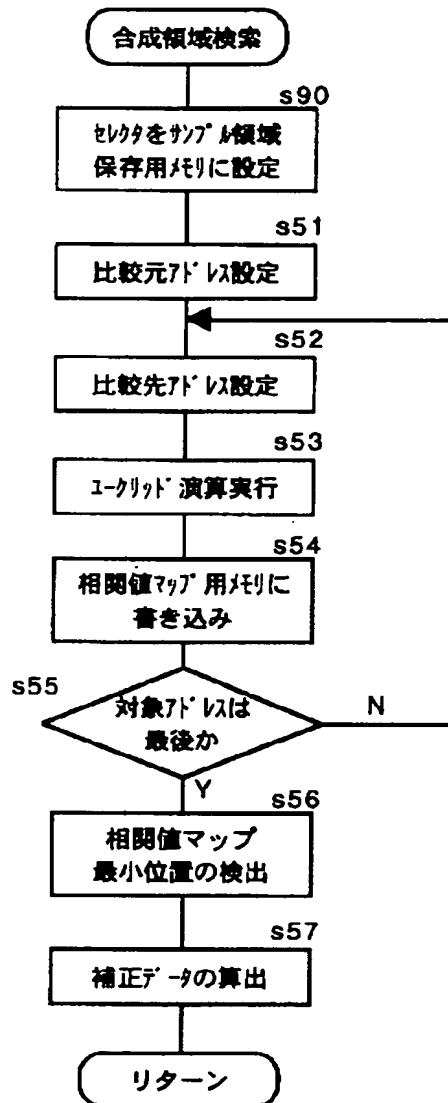 合成領域検索
s90
ｾﾚｸﾀをｻﾝﾌﾟﾙ領域
保存用ﾒﾓﾘに設定
s51
比較元ｱﾄﾞﾚｽ設定
s52
比較先ｱﾄﾞﾚｽ設定
s53
ﾕｰｸﾘｯﾄﾞ演算実行
s54
相関値ﾏｯﾌﾟ用ﾒﾓﾘに
書き込み
s55
対象ｱﾄﾞﾚｽは
最後か
N
Y
s56
相関値マップ
最小位置の検出
s57
補正ﾃﾞｰﾀの算出
リターン